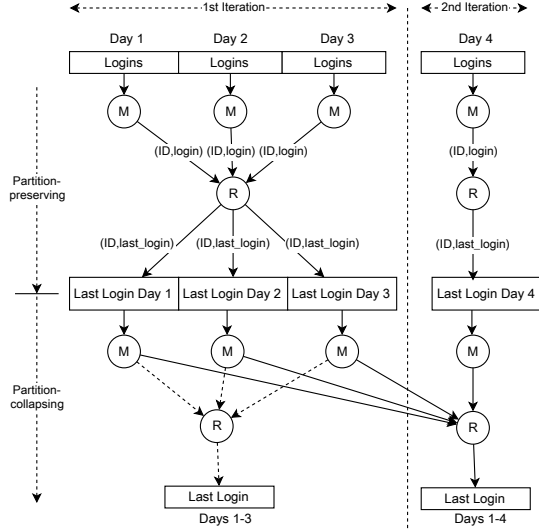 1st Iteration
2nd Iteration
Day 1
Day 2
Day 3
Day 4
Logins
Logins
Logins
Logins
M
M
M
M
(ID,login)
(ID,login)
(ID,login)
(ID,login)
Partition-
preserving
R
R
(ID,last_login)
(ID,last_login)
(ID,last_login)
(ID,last_login)
Last Login Day 1
Last Login Day 2
Last Login Day 3
Last Login Day 4
M
M
M
M
Partition-
collapsing
R
R
Last Login
Last Login
Days 1-3
Days 1-4